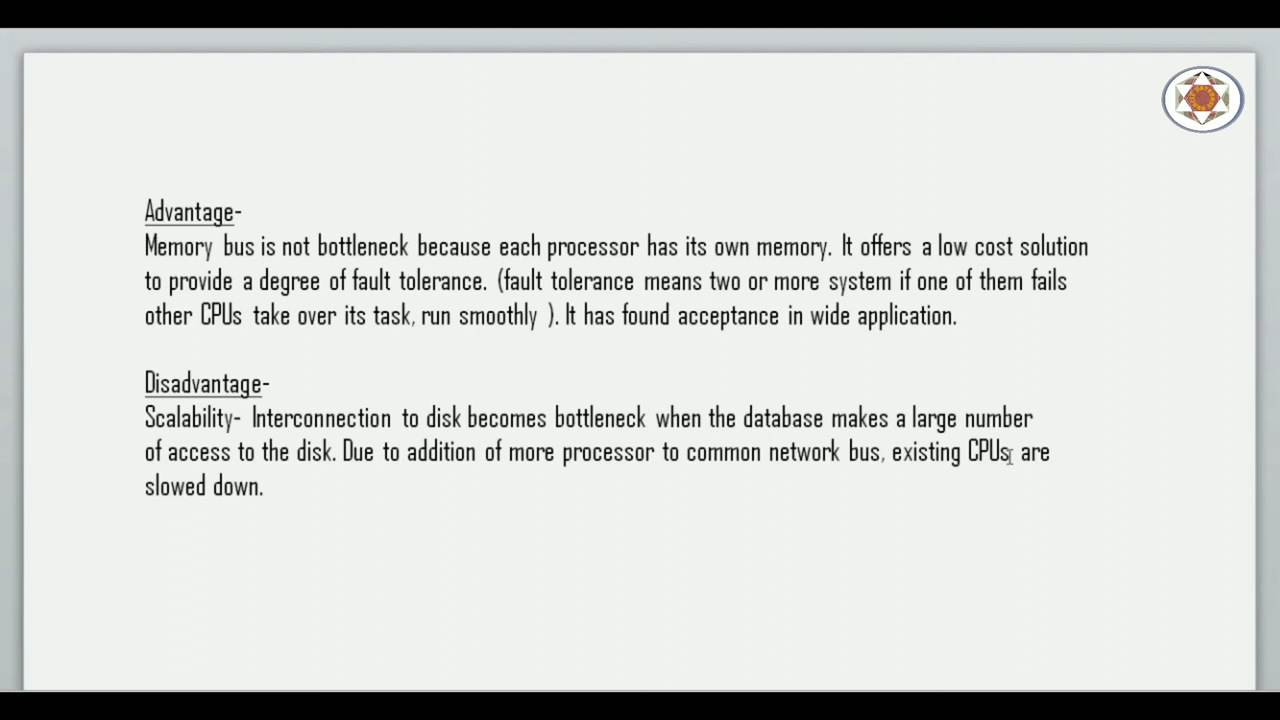 Advantage-
Memory bus is not bottleneck because each processor has its own memory. It offers a low cost solution
to provide a degree of fault tolerance. (fault tolerance means two or more system if one of them fails
other CPUs take over its task, run smoothly ). It has found acceptance in wide application.
Disadvantage-
Scalability- Interconnection to disk becomes bottleneck when the database makes a large number
of access to the disk. Due to addition of more processor to common network bus, existing CPUs are
slowed down.